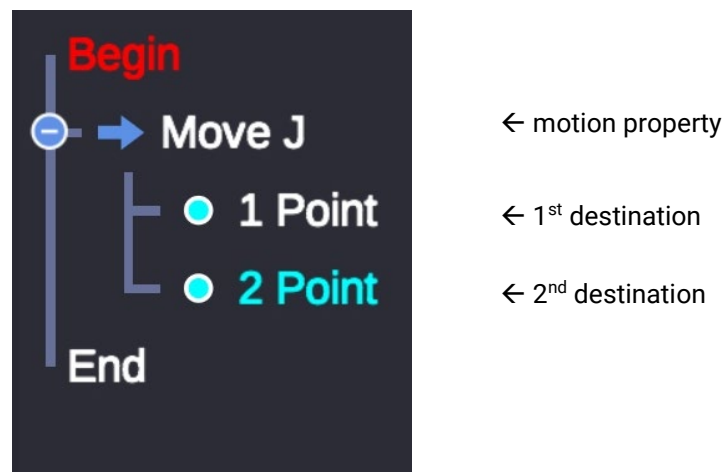 Begin
Move J ← motion property
1 Point ← 1st destination
2 Point ← 2nd destination
End